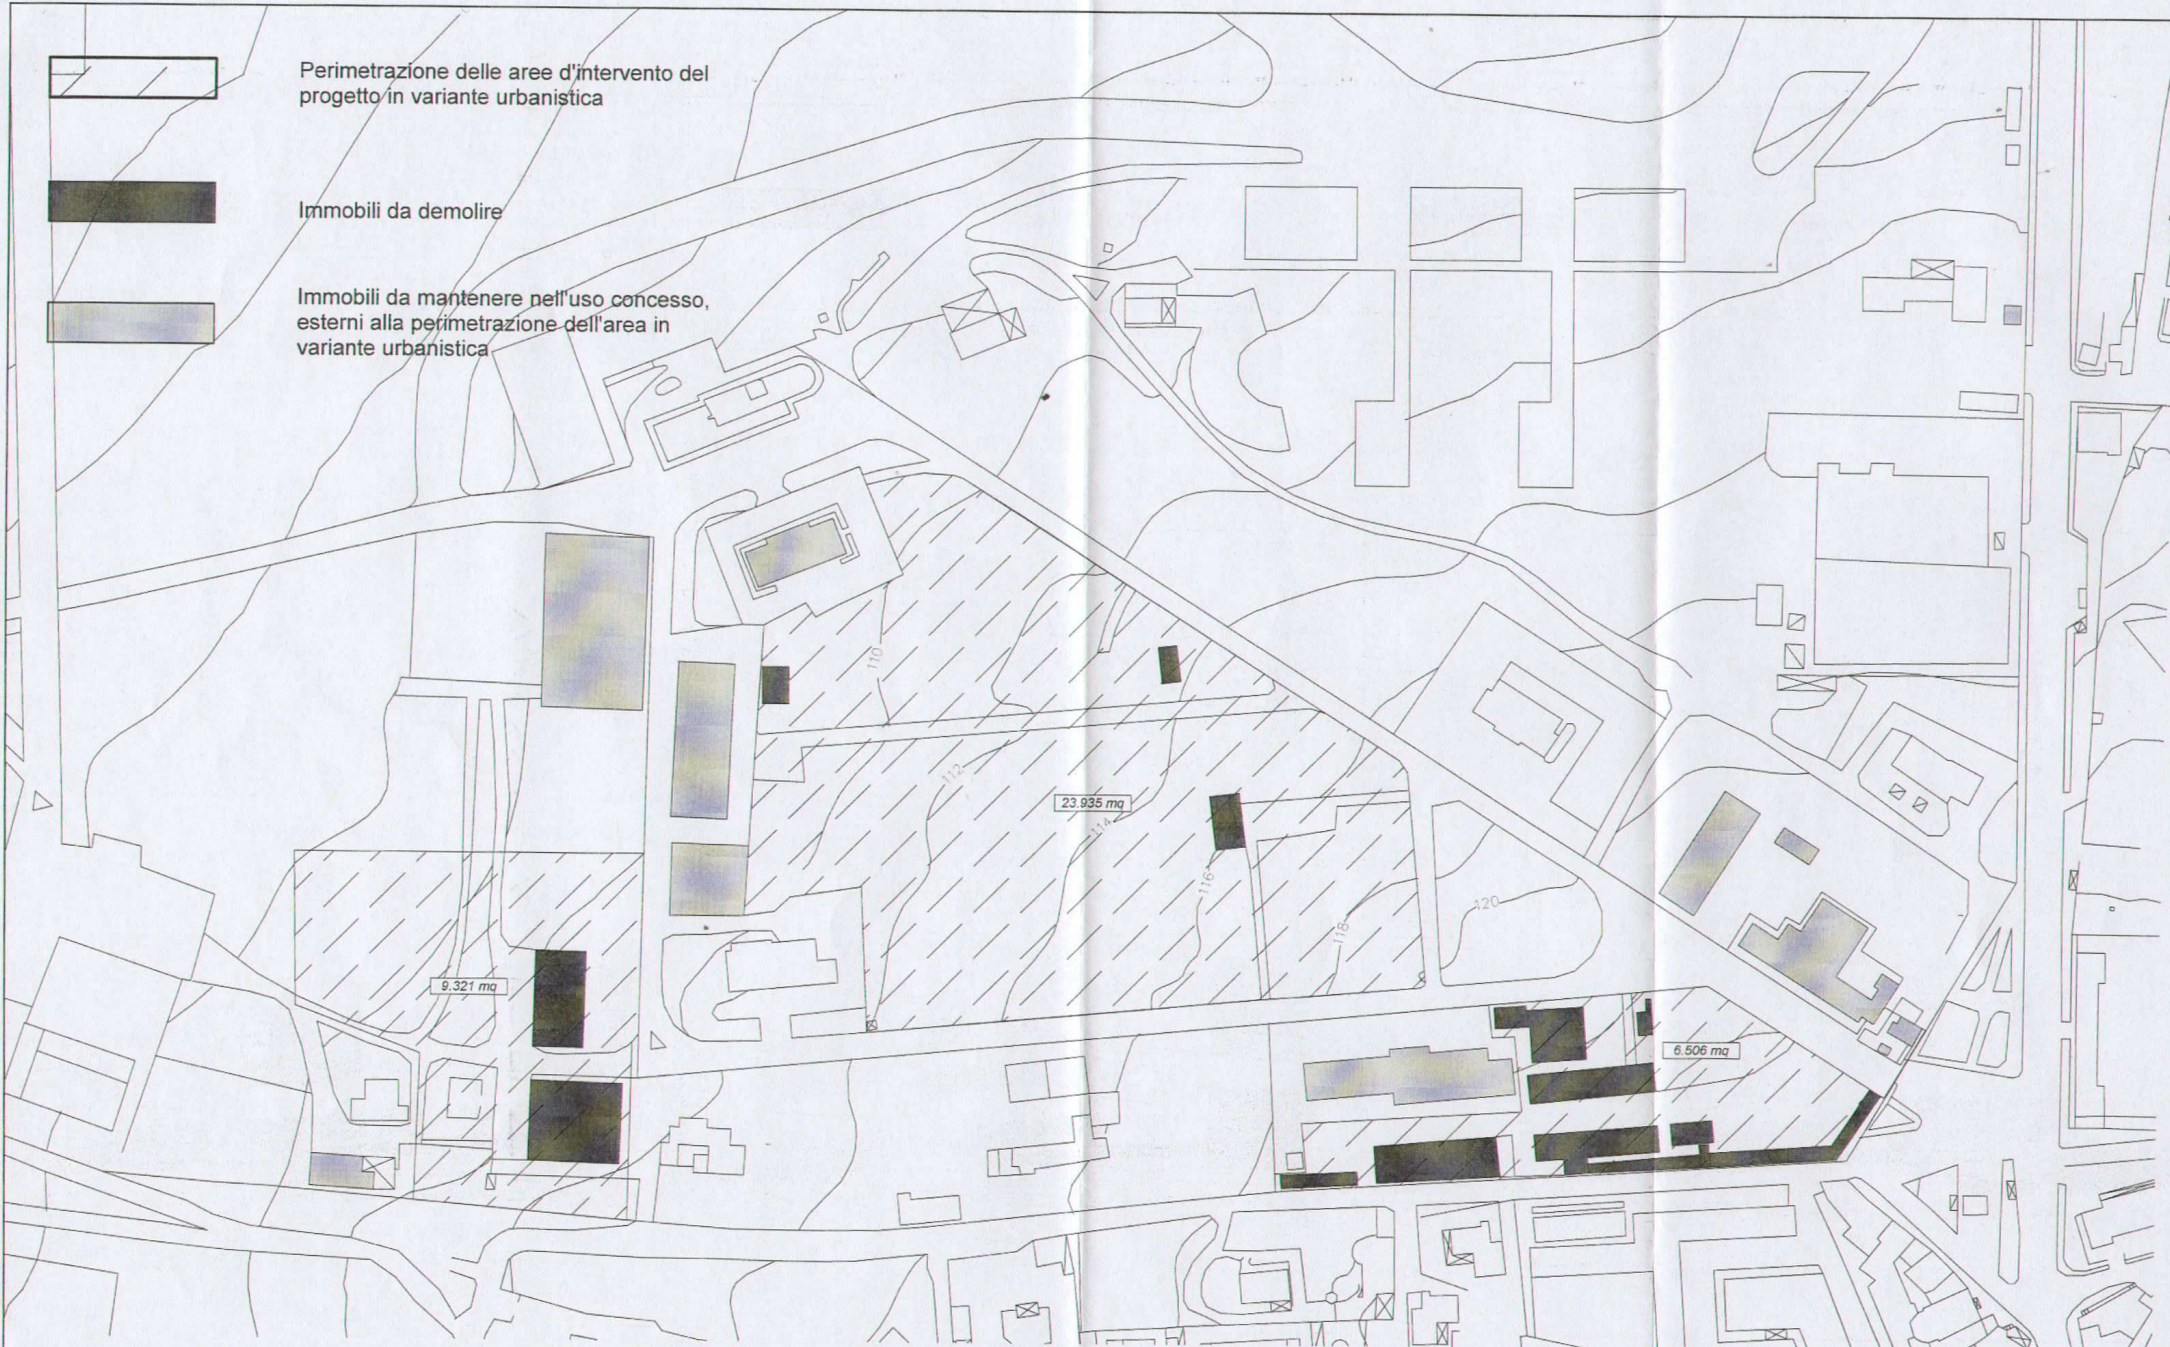 Perimetrazione delle aree d'intervento del
progetto in variante urbanistica
Immobili da demolire
Immobili da mantenere nell'uso concesso,
esterni alla perimetrazione dell'area in
variante urbanistica
110
112
23.935 mq
114
116
120
118
9.321 mq
6.506 mq